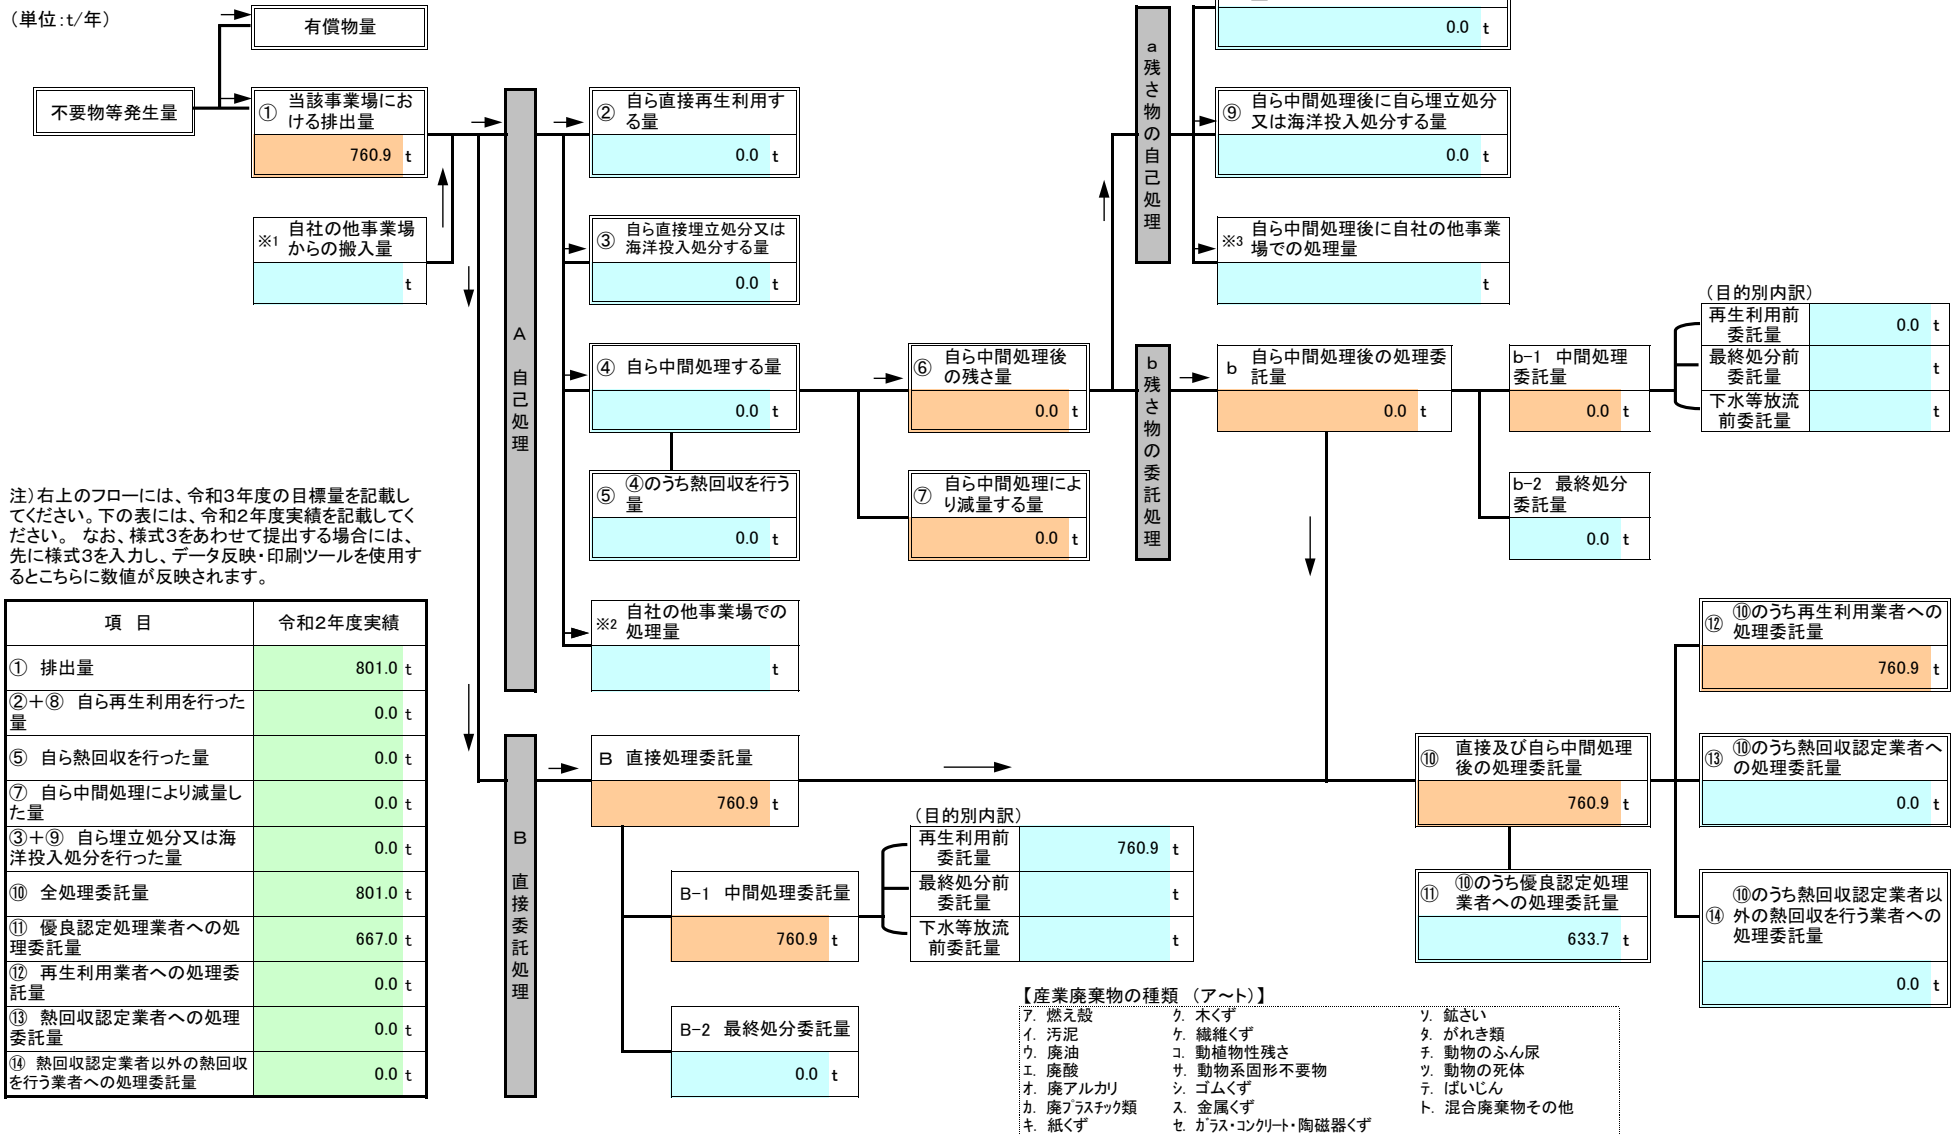 （単位：t/年）
有償物量
不要物等発生量
① 当該事業場にお
ける排出量
760.9 t
※1 自社の他事業場
からの搬入量
t
A 自己処理
② 自ら直接再生利用す
る量
0.0 t
③ 自ら直接埋立処分又は
海洋投入処分する量
0.0 t
④ 自ら中間処理する量
0.0 t
⑤ ④のうち熱回収を行う
量
0.0 t
※2 自社の他事業場での
処理量
t
⑥ 自ら中間処理後
の残さ量
0.0 t
⑦ 自ら中間処理によ
り減量する量
0.0 t
a残さ物の自己処理
0.0 t
⑨ 自ら中間処理後に自ら埋立処分
又は海洋投入処分する量
0.0 t
※3 自ら中間処理後に自社の他事業
場での処理量
t
b残さ物の委託処理
b 自ら中間処理後の処理委
託量
0.0 t
b-1 中間処理
委託量
0.0 t
b-2 最終処分
委託量
0.0 t
（目的別内訳）
再生利用前
委託量
0.0 t
最終処分前
委託量
t
下水等放流
前委託量
t
注）右上のフローには、令和３年度の目標量を記載し
てください。下の表には、令和２年度実績を記載してく
ださい。 なお、様式３をあわせて提出する場合には、
先に様式３を入力し、データ反映・印刷ツールを使用す
るとこちらに数値が反映されます。
項 目 令和２年度実績
① 排出量 801.0 t
②＋⑧ 自ら再生利用を行った
量
0.0 t
⑤ 自ら熱回収を行った量 0.0 t
⑦ 自ら中間処理により減量し
た量
0.0 t
③＋⑨ 自ら埋立処分又は海
洋投入処分を行った量
0.0 t
⑩ 全処理委託量 801.0 t
⑪ 優良認定処理業者への処
理委託量
667.0 t
⑫ 再生利用業者への処理委
託量
0.0 t
⑬ 熱回収認定業者への処理
委託量
0.0 t
⑭ 熱回収認定業者以外の熱回収
を行う業者への処理委託量
0.0 t
B 直接委託処理
B 直接処理委託量
760.9 t
B-1 中間処理委託量
760.9 t
B-2 最終処分委託量
0.0 t
（目的別内訳）
再生利用前
委託量
760.9 t
最終処分前
委託量
t
下水等放流
前委託量
t
⑩ 直接及び自ら中間処理
後の処理委託量
760.9 t
⑪ ⑩のうち優良認定処理
業者への処理委託量
633.7 t
⑫ ⑩のうち再生利用業者への
処理委託量
760.9 t
⑬ ⑩のうち熱回収認定業者へ
の処理委託量
0.0 t
⑭ ⑩のうち熱回収認定業者以
外の熱回収を行う業者への
処理委託量
0.0 t
【産業廃棄物の種類 （ア～ト）】
ｱ. 燃え殻 ｸ. 木くず ｿ. 鉱さい
ｲ. 汚泥 ｹ. 繊維くず ﾀ. がれき類
ｳ. 廃油 ｺ. 動植物性残さ ﾁ. 動物のふん尿
ｴ. 廃酸 ｻ. 動物系固形不要物 ﾂ. 動物の死体
ｵ. 廃アルカリ ｼ. ゴムくず ﾃ. ばいじん
ｶ. 廃ﾌﾟﾗｽﾁｯｸ類 ｽ. 金属くず ﾄ. 混合廃棄物その他
ｷ. 紙くず ｾ. ｶﾞﾗｽ・ｺﾝｸﾘｰﾄ・陶磁器くず